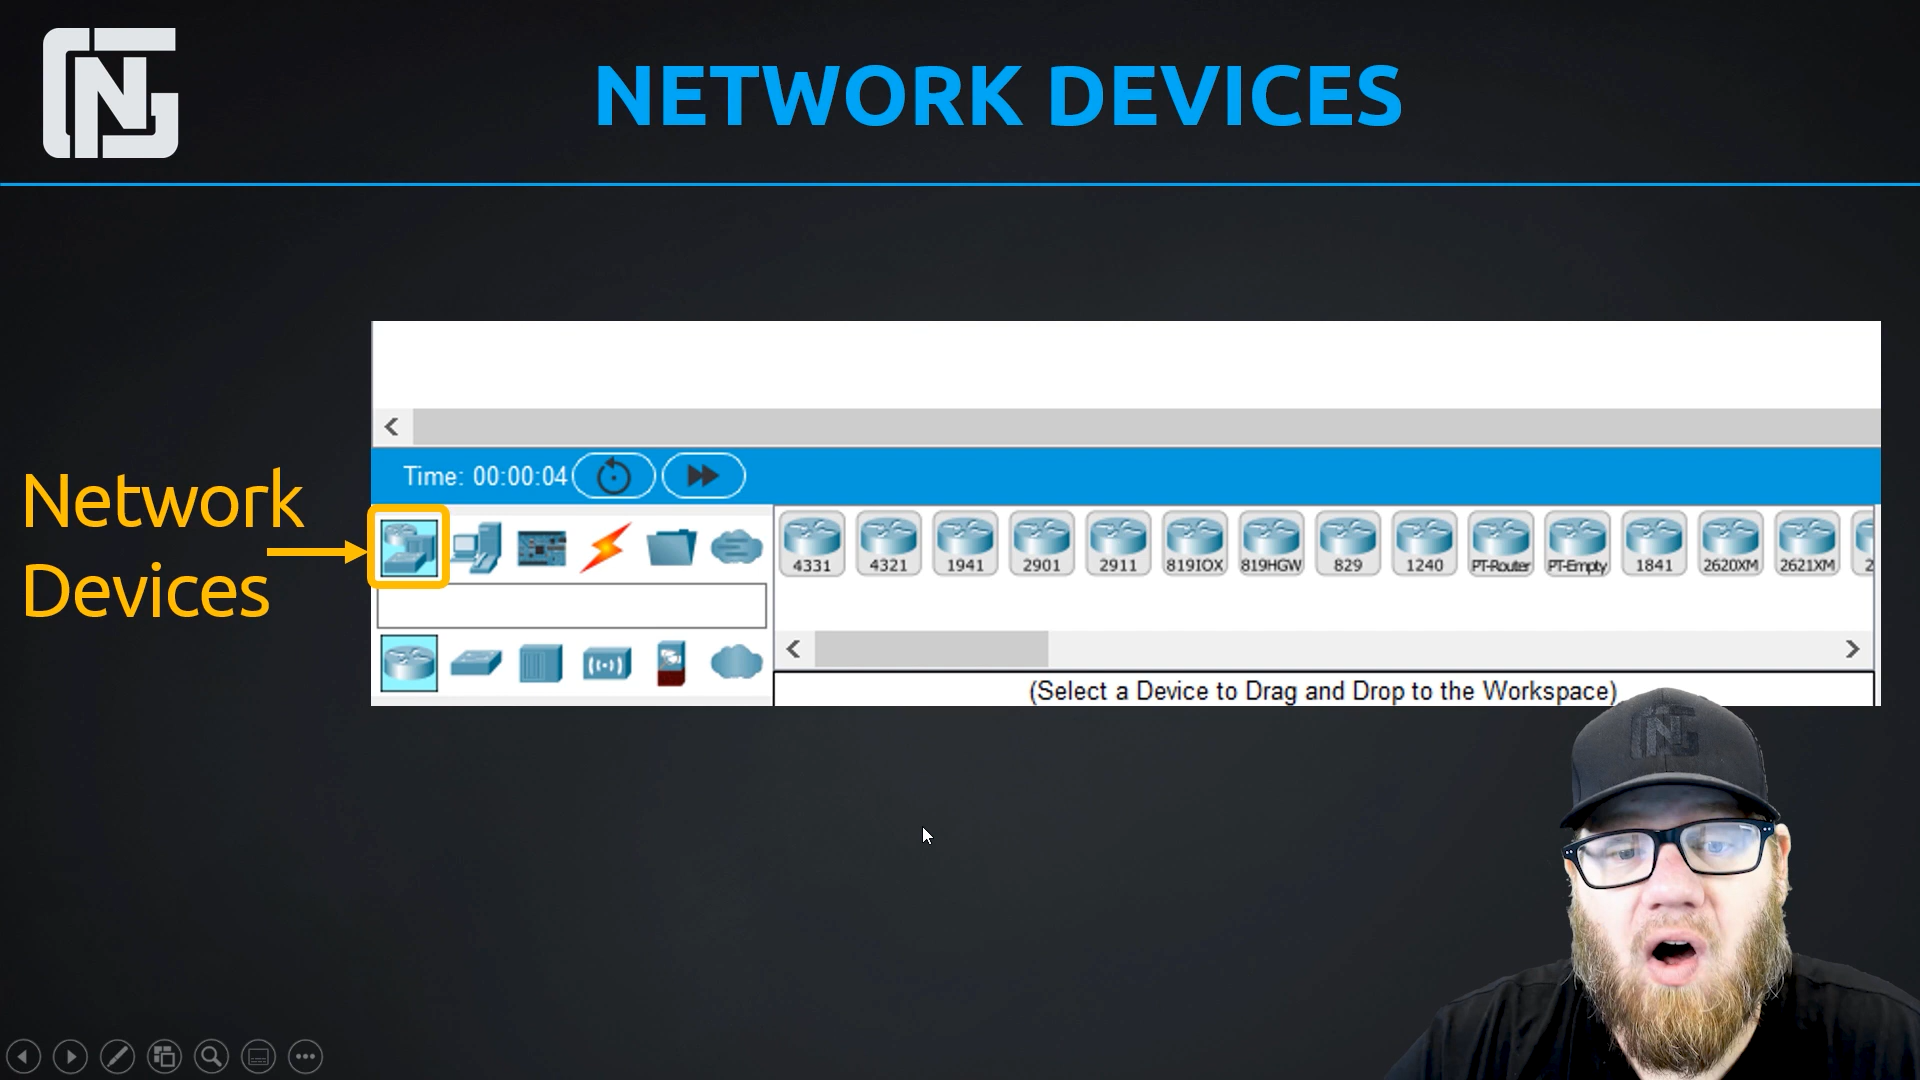 NETWORK DEVICES
Network
Devices
Time: 00:00:04
4331 4321 1941 2901 2911 819IOX 819HGW 829 1240 PT-Router PT-Empty 1841 2620XM 2621XM 2
(Select a Device to Drag and Drop to the Workspace)